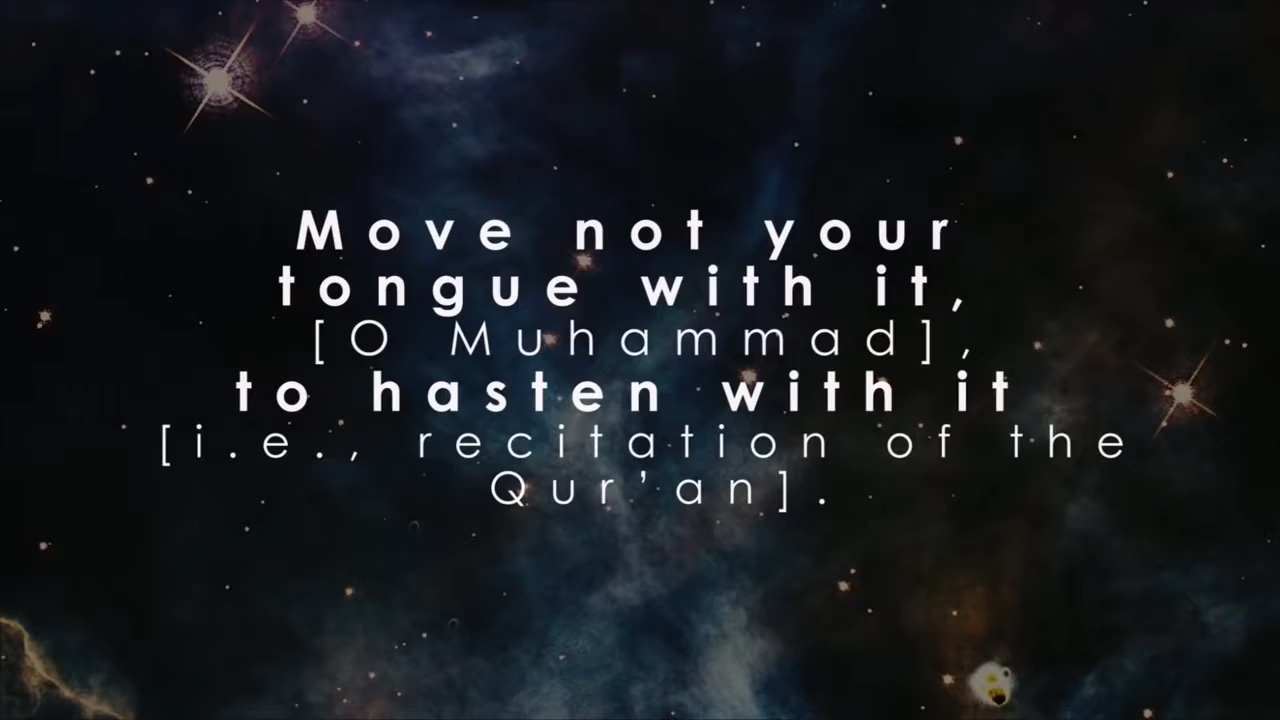 Move not your
tongue with it,
[O Muhammad],
to hasten with it
[i.e., recitation of the
Qur’an].